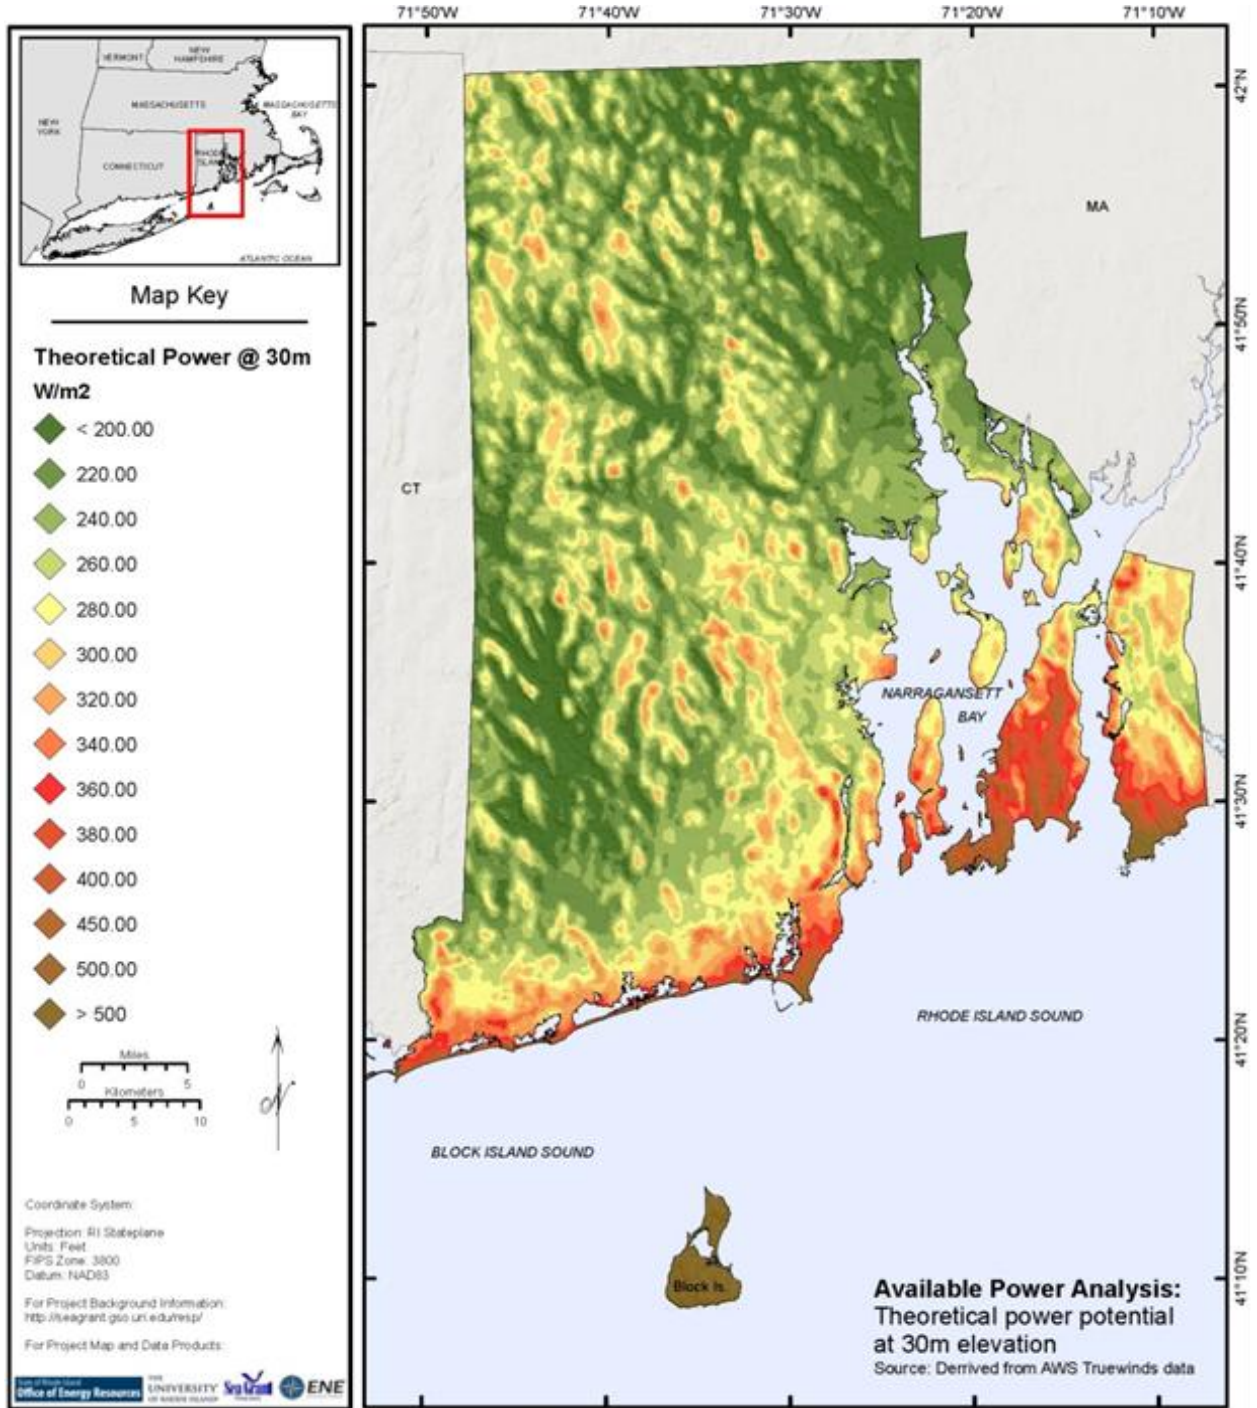 71°50'W
71°40'W
71°30'W
71°20'W
71°10'W
VERMONT
NEW
HAMPSHIRE
MASSACHUSETTS
MASSACHUSETTS
BAY
NEW
YORK
CONNECTICUT
RHODE
ISLAND
ATLANTIC OCEAN
Map Key
Theoretical Power @ 30m
W/m2
< 200.00
220.00
240.00
260.00
280.00
300.00
320.00
340.00
360.00
380.00
400.00
450.00
500.00
> 500
Miles
0 5
Kilometers
0 5 10
Coordinate System:
Projection: RI Stateplane
Units: Feet
FIPS Zone: 3800
Datum: NAD83
For Project Background Information:
http://seagrant.gso.uri.edu/resp/
For Project Map and Data Products:
State of Rhode Island
Office of Energy Resources
THE
UNIVERSITY
OF RHODE ISLAND
Sea Grant
ENE
MA
CT
NARRAGANSETT
BAY
RHODE ISLAND SOUND
BLOCK ISLAND SOUND
Block Is.
42°N
41°50'N
41°40'N
41°30'N
41°20'N
41°10'N
Available Power Analysis:
Theoretical power potential
at 30m elevation
Source: Derrived from AWS Truewinds data